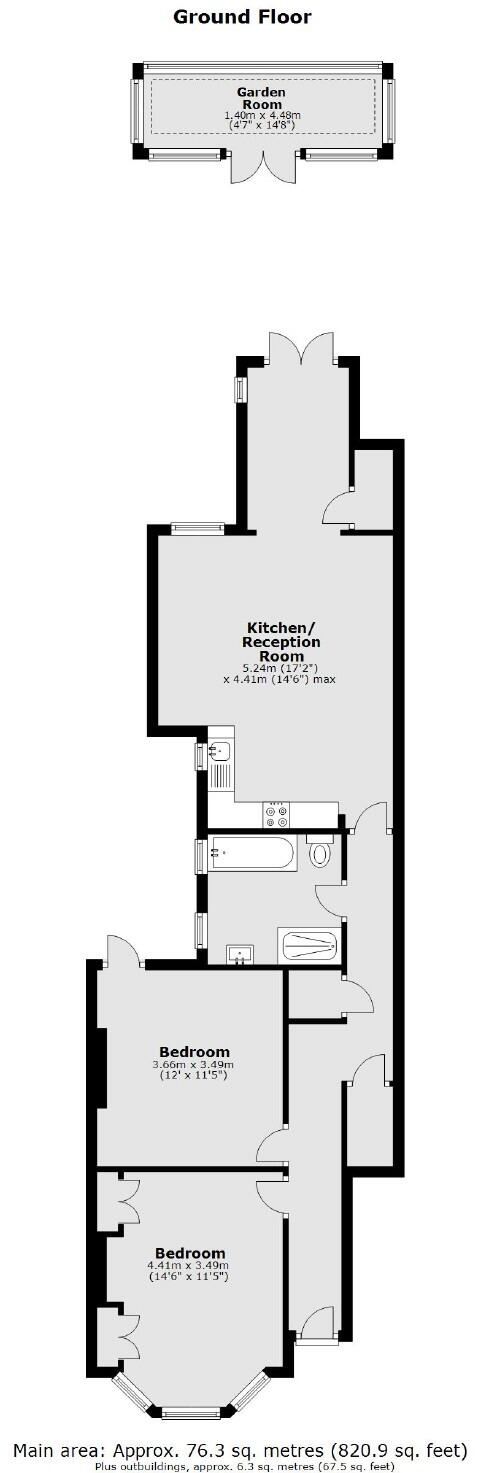 Ground Floor
Garden
Room
1.40m x 4.48m
(4'7" x 14'8")
Kitchen/
Reception
Room
5.24m (17'2")
x 4.41m (14'6") max
Bedroom
3.66m x 3.49m
(12' x 11'5")
Bedroom
4.41m x 3.49m
(14'6" x 11'5")
Main area: Approx. 76.3 sq. metres (820.9 sq. feet)
Plus outbuildings, approx. 6.3 sq. metres (67.5 sq. feet)